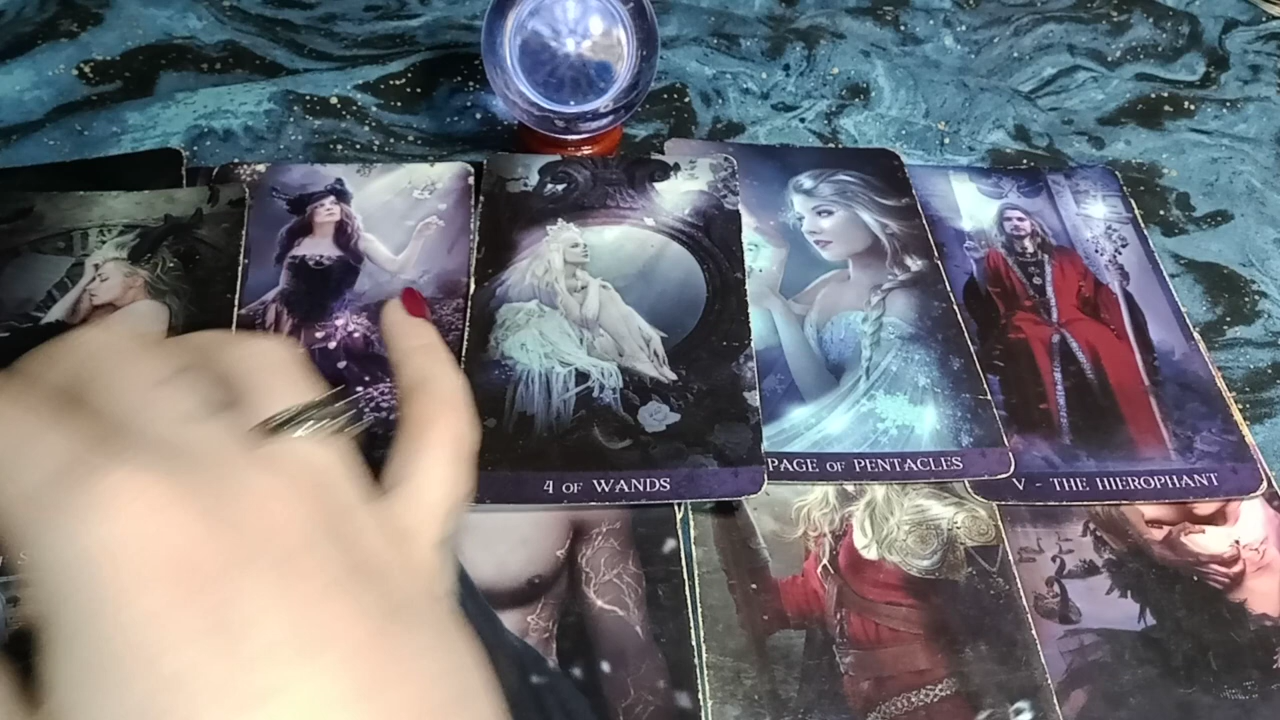 4 OF WANDS
PAGE OF PENTACLES
V - THE HIEROPHANT